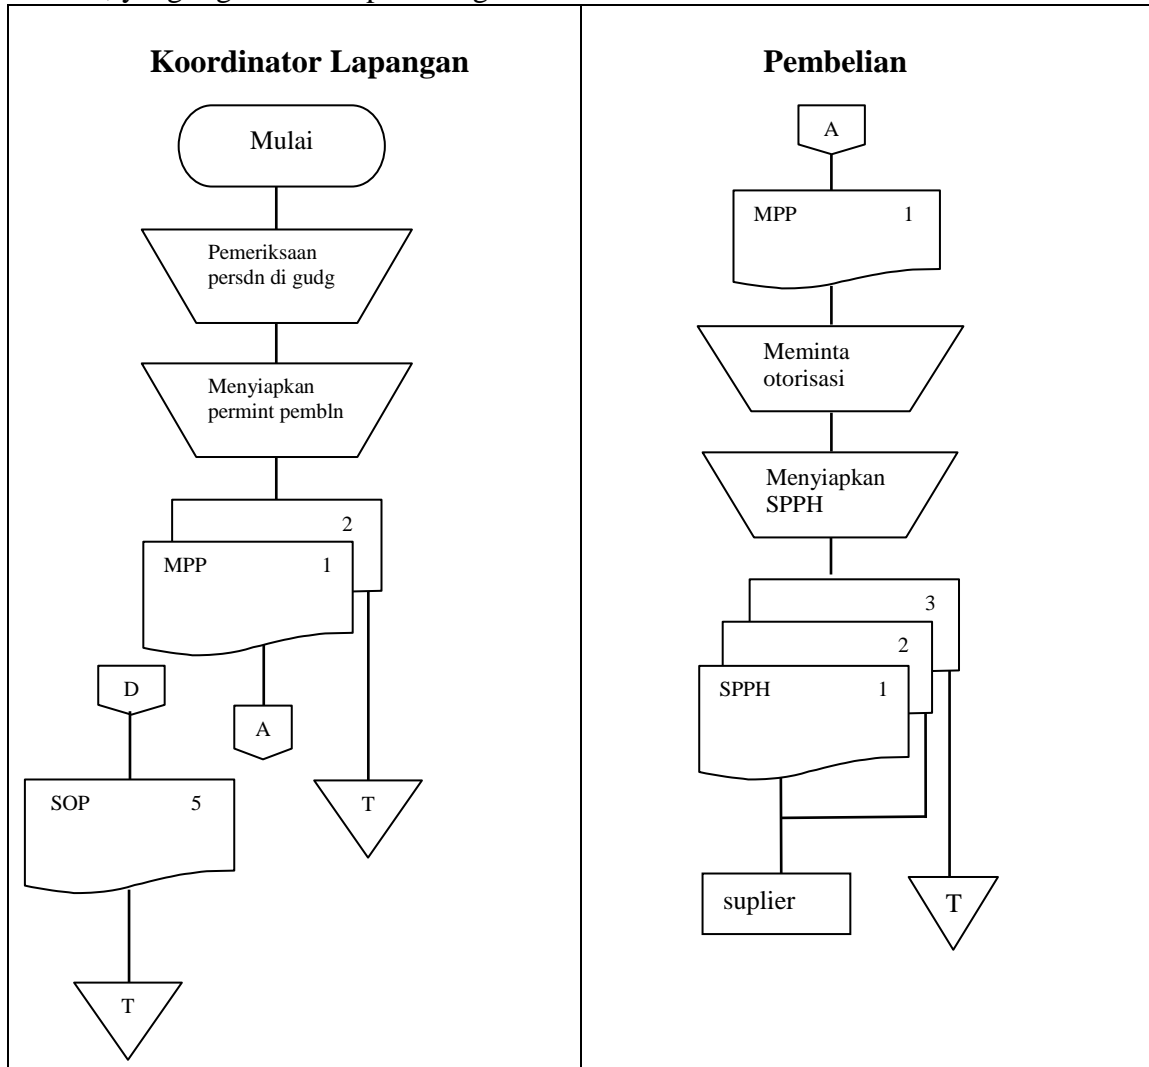 Koordinator Lapangan
Mulai
Pemeriksaan
persdn di gudg
Menyiapkan
permint pembln
2
MPP 1
D
A
SOP 5
T
T
Pembelian
A
MPP 1
Meminta
otorisasi
Menyiapkan
SPPH
3
2
SPPH 1
suplier
T